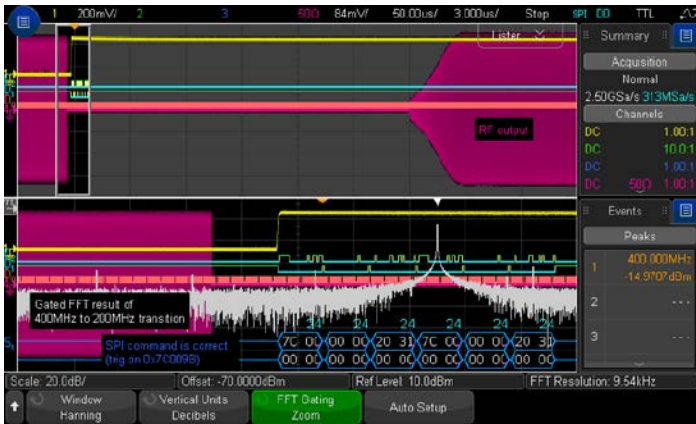 1 200mV/ 2 3 50Ω 84mV/ 50.00us/ 3.000us/ Stop SPI D0 TTL
Lister
Summary
Acquisition
Normal
2.50GSa/s 313MSa/s
Channels
DC 1.00:1
DC 10.0:1
DC 1.00:1
DC 50Ω 1.00:1
RF output
Events
Peaks
1 400.000MHz
-14.9707dBm
2 ---
3 ---
Gated FFT result of
400MHz to 200MHz transition
SPI command is correct
(trig on 0x7C009B)
24 24 24 24 24 24
S₁ 7C 00 00 00 20 31 7C 00 00 00 20 3
00 00 00 00 00 00 00 00 00 00 00 00
Scale: 20.0dB/ Offset: -70.0000dBm Ref Level: 10.0dBm FFT Resolution: 9.54kHz
Window
Hanning
Vertical Units
Decibels
FFT Gating
Zoom
Auto Setup